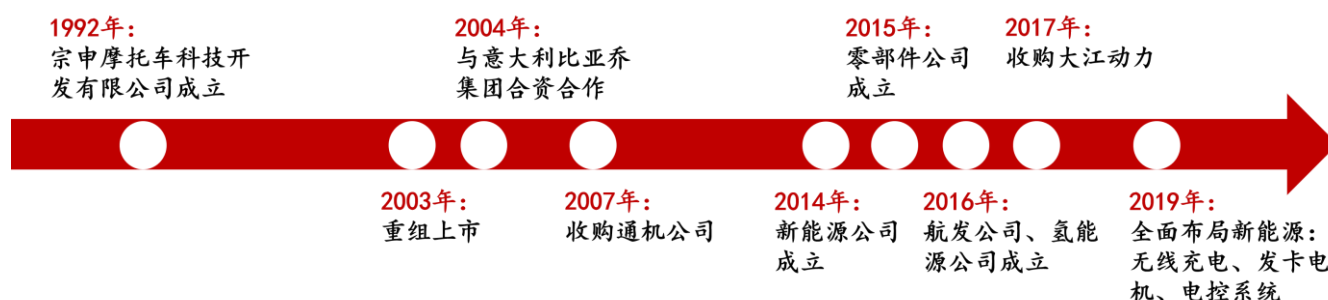 1992年：
宗申摩托车科技开
发有限公司成立
2004年：
与意大利比亚乔
集团合资合作
2015年：
零部件公司
成立
2017年：
收购大江动力
2003年：
重组上市
2007年：
收购通机公司
2014年：
新能源公司
成立
2016年：
航发公司、氢能
源公司成立
2019年：
全面布局新能源：
无线充电、发卡电
机、电控系统